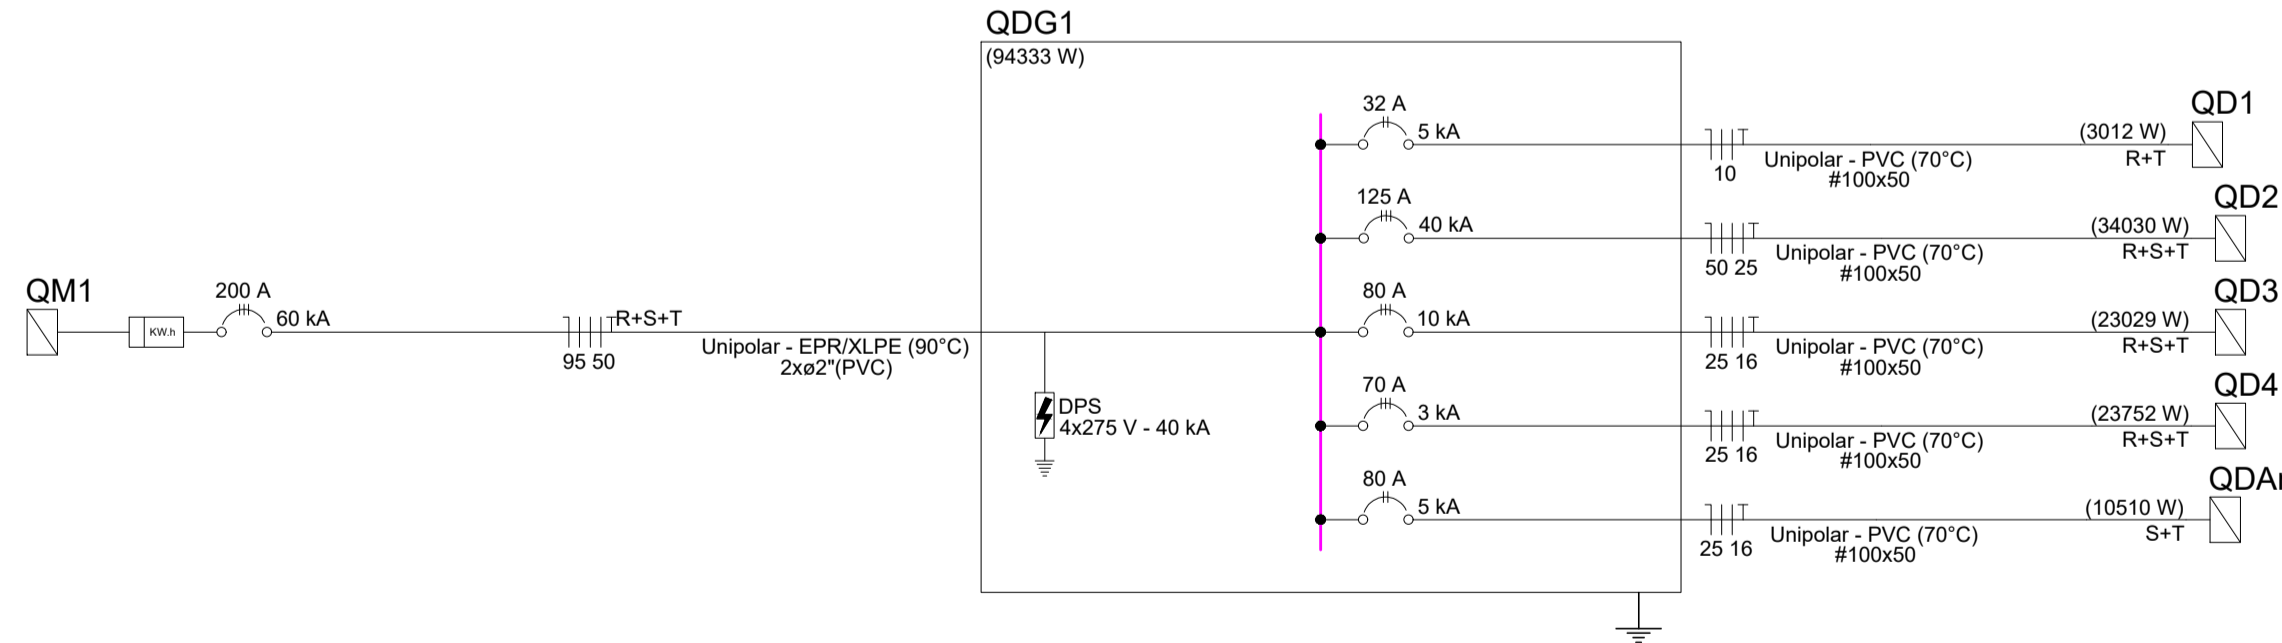 QDG1
(94333 W)
QM1
KW.h
200 A
60 kA
95 50
R+S+T
Unipolar - EPR/XLPE (90°C)
2xø2"(PVC)
DPS
4x275 V - 40 kA
32 A
5 kA
10
Unipolar - PVC (70°C)
#100x50
(3012 W)
R+T
QD1
125 A
40 kA
50 25
Unipolar - PVC (70°C)
#100x50
(34030 W)
R+S+T
QD2
80 A
10 kA
25 16
Unipolar - PVC (70°C)
#100x50
(23029 W)
R+S+T
QD3
70 A
3 kA
25 16
Unipolar - PVC (70°C)
#100x50
(23752 W)
R+S+T
QD4
80 A
5 kA
25 16
Unipolar - PVC (70°C)
#100x50
(10510 W)
S+T